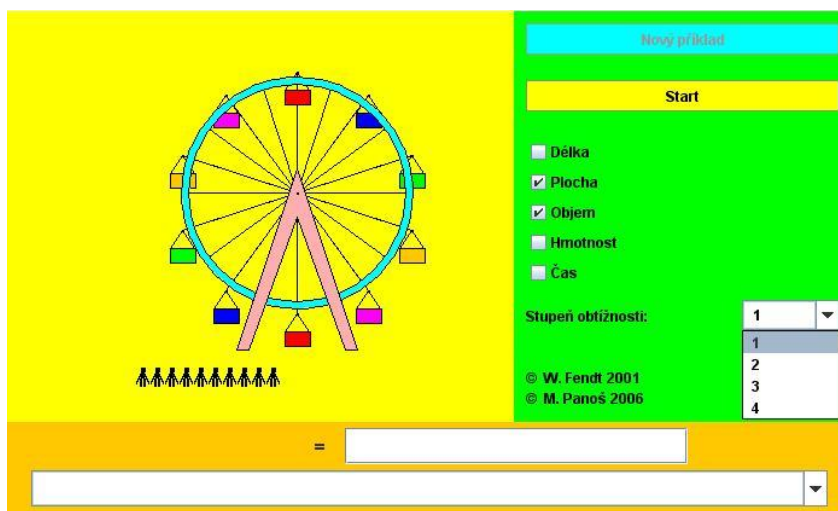 Nový příklad
Start
Délka
Plocha
Objem
Hmotnost
Čas
Stupeň obtížnosti:
1
1
2
3
4
© W. Fendt 2001
© M. Panoš 2006
=